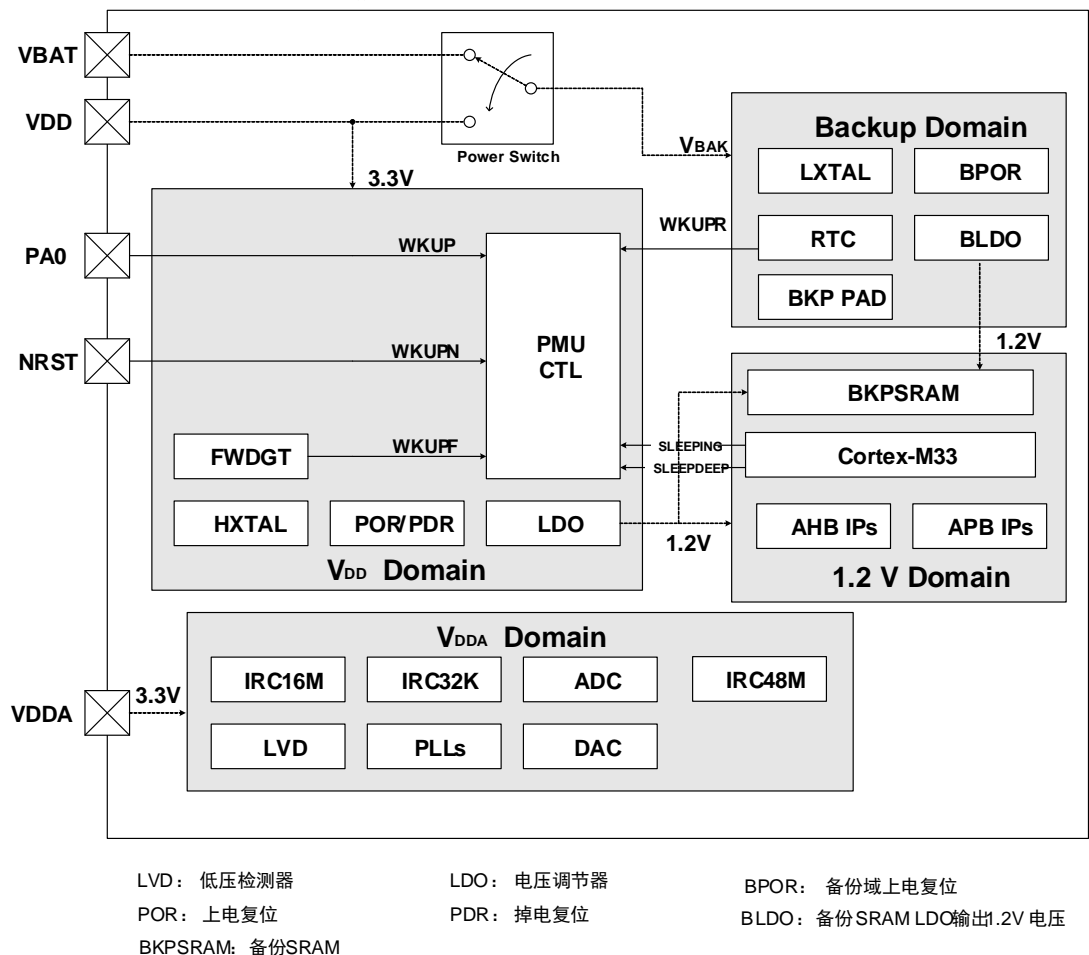 VBAT
VDD
Power Switch
3.3V
VBAK
Backup Domain
LXTAL
BPOR
RTC
BLDO
BKP PAD
WKUPR
PA0
WKUP
NRST
WKUPN
PMU
CTL
FWDGT
WKUPF
HXTAL
POR/PDR
LDO
VDD Domain
1.2V
1.2V
BKPSRAM
SLEEPING
SLEEPDEEP
Cortex-M33
AHB IPs
APB IPs
1.2 V Domain
VDDA Domain
VDDA
3.3V
IRC16M
IRC32K
ADC
IRC48M
LVD
PLLs
DAC
LVD： 低压检测器
LDO： 电压调节器
BPOR： 备份域上电复位
POR： 上电复位
PDR： 掉电复位
BLDO：备份SRAM LDO输出1.2V 电压
BKPSRAM：备份SRAM